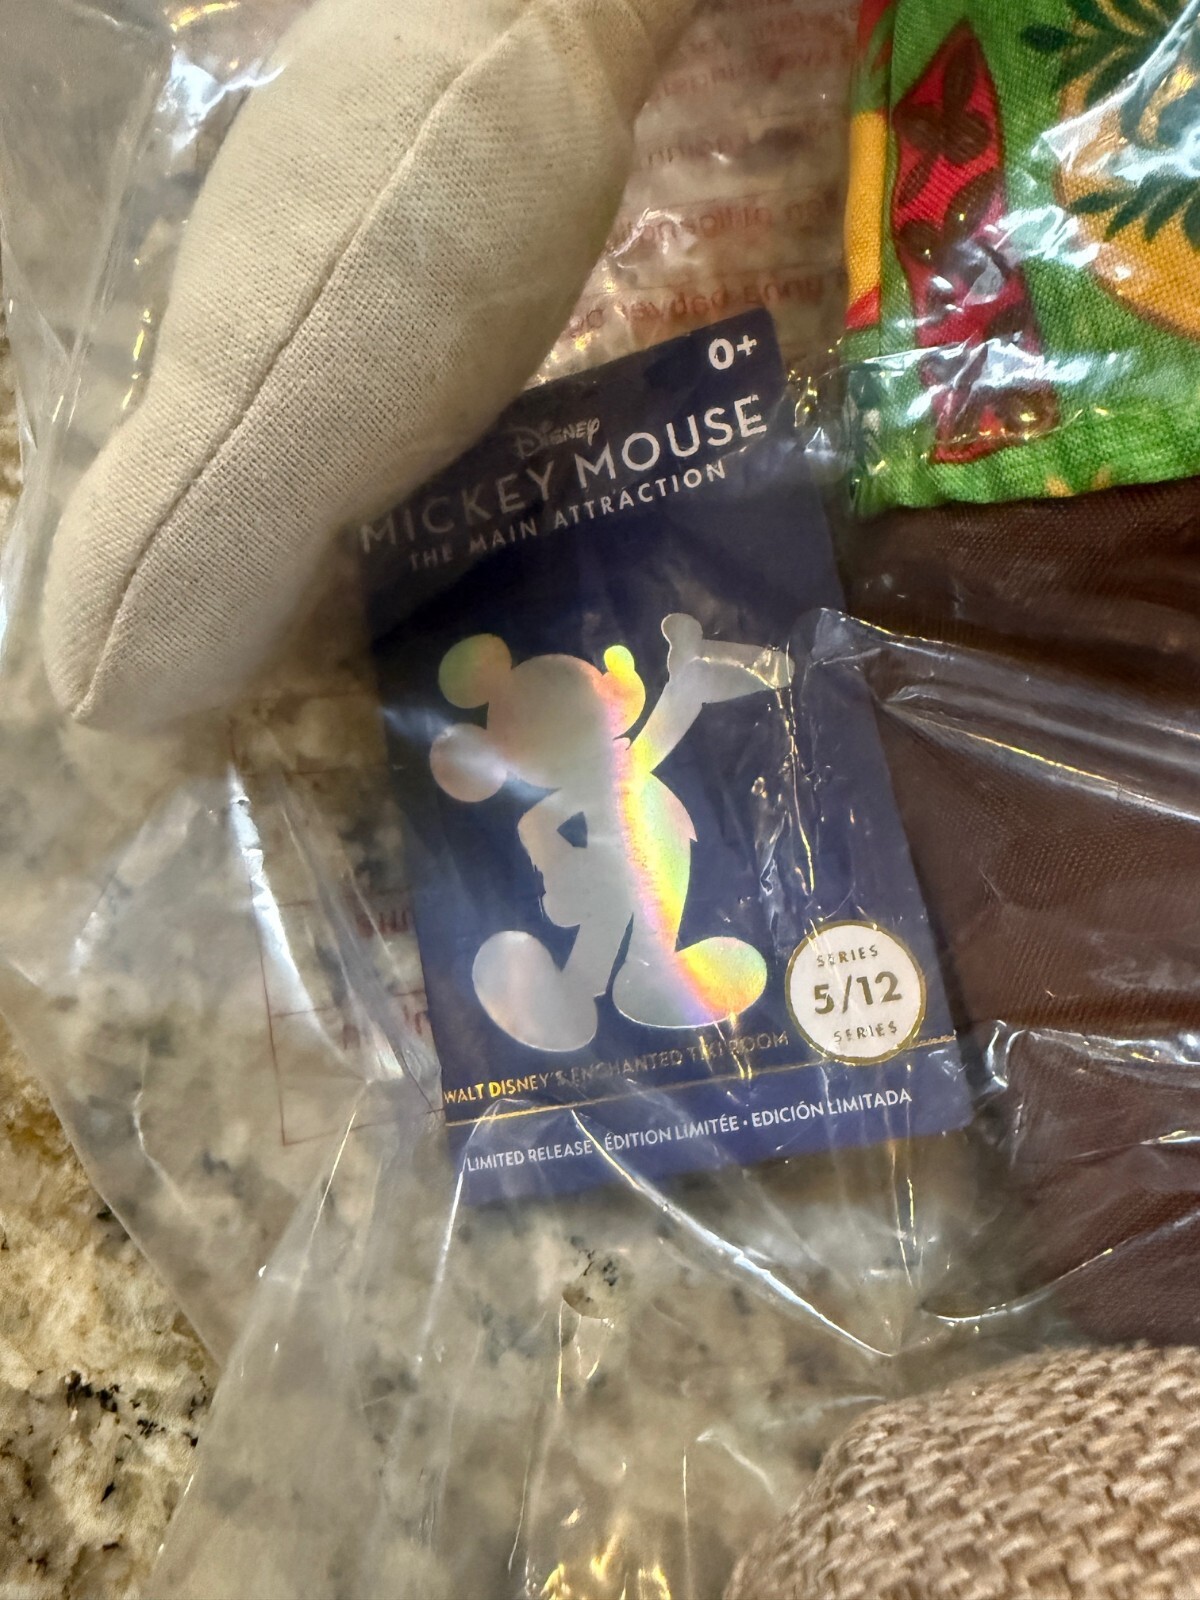 0+
Disney
MICKEY MOUSE
THE MAIN ATTRACTION
SERIES
5/12
SERIES
WALT DISNEY'S ENCHANTED TIKI ROOM
LIMITED RELEASE · ÉDITION LIMITÉE · EDICIÓN LIMITADA